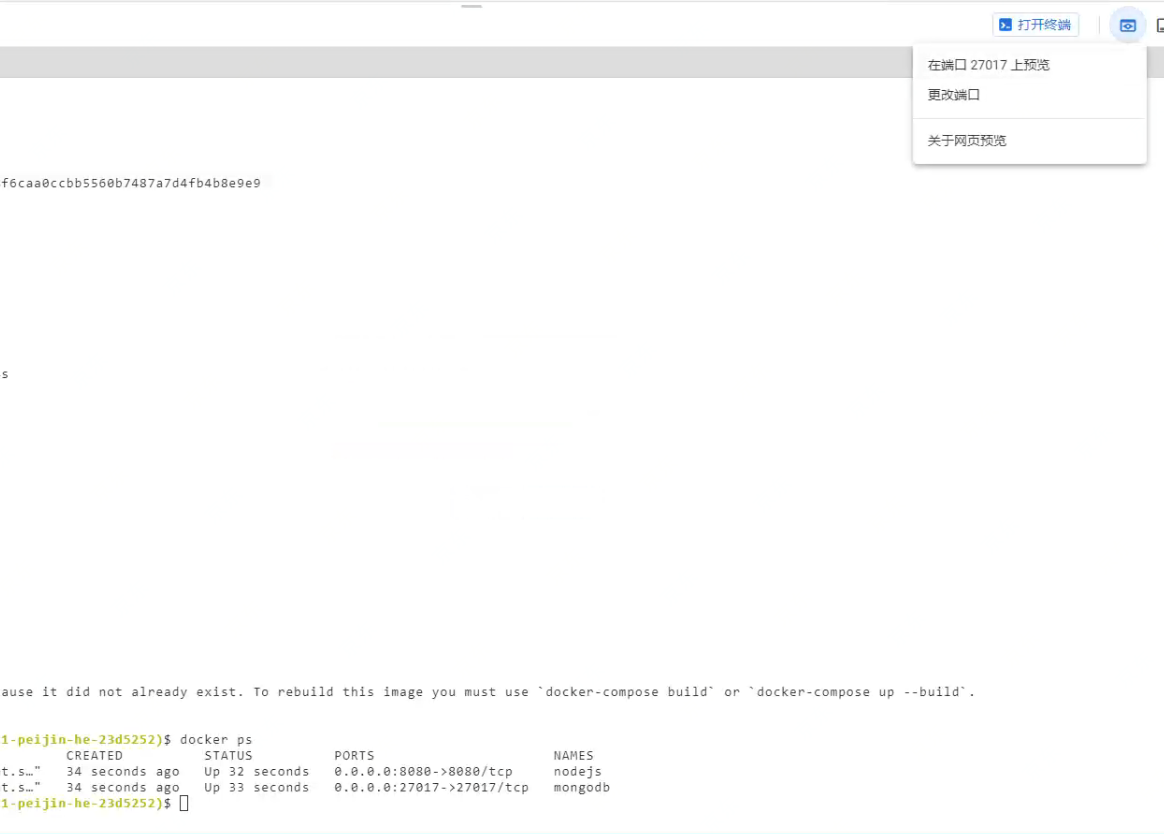 打开终端
在端口 27017 上预览
更改端口
关于网页预览
f6caa0ccbb5560b7487a7d4fb4b8e9e9
s
ause it did not already exist. To rebuild this image you must use `docker-compose build` or `docker-compose up --build`.
1-peijin-he-23d5252)$ docker ps
CREATED STATUS PORTS NAMES
t.s…" 34 seconds ago Up 32 seconds 0.0.0.0:8080->8080/tcp nodejs
t.s…" 34 seconds ago Up 33 seconds 0.0.0.0:27017->27017/tcp mongodb
1-peijin-he-23d5252)$